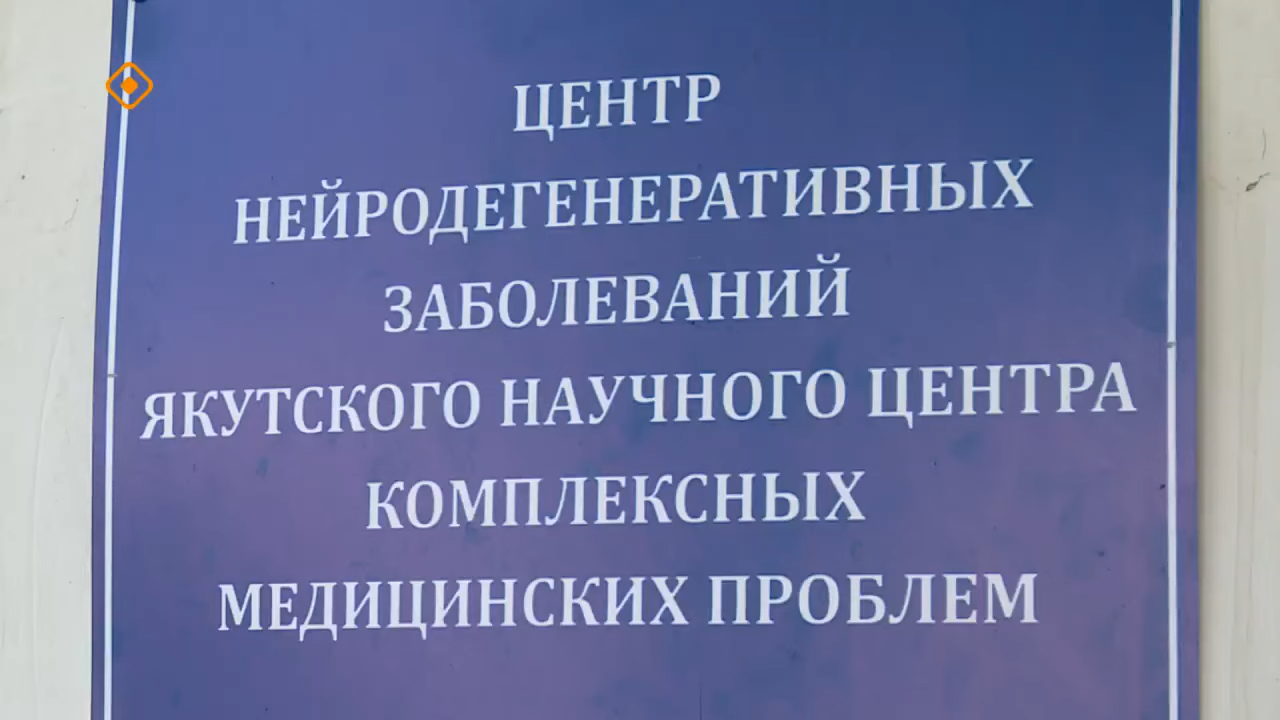 ЦЕНТР
НЕЙРОДЕГЕНЕРАТИВНЫХ
ЗАБОЛЕВАНИЙ
ЯКУТСКОГО НАУЧНОГО ЦЕНТРА
КОМПЛЕКСНЫХ
МЕДИЦИНСКИХ ПРОБЛЕМ